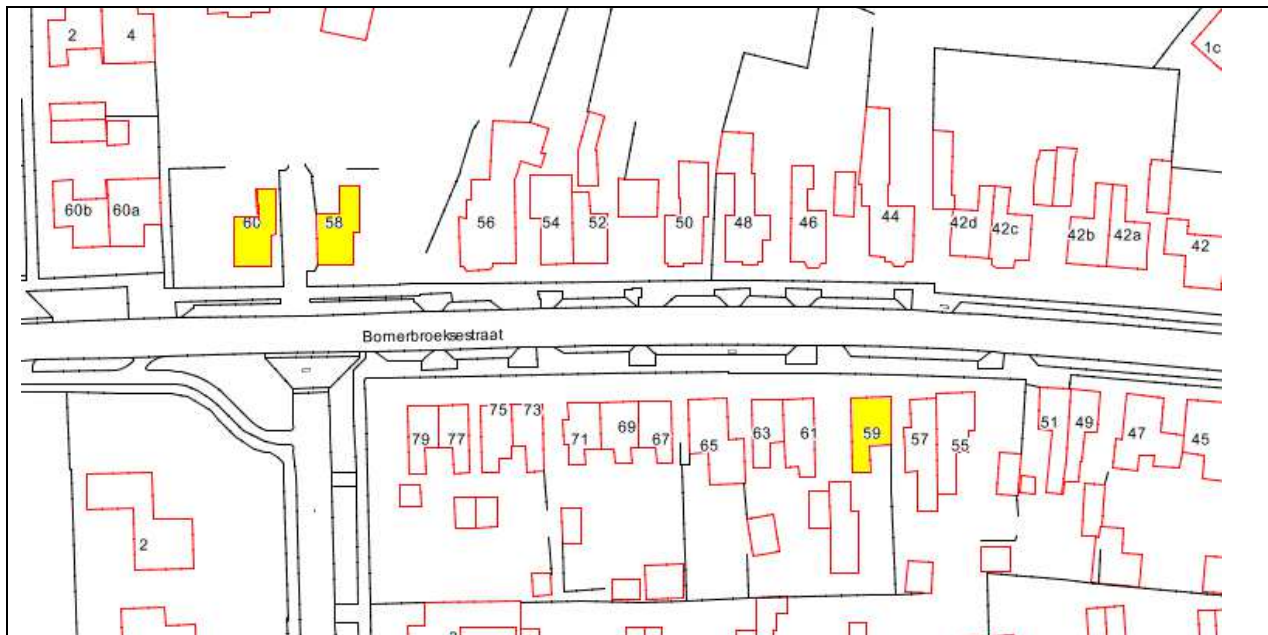 2 4
1c
60b 60a 60 58 56 54 52 50 48 46 44 42d 42c 42b 42a 42
Bornerbroeksestraat
79 77 75 73 71 69 67 65 63 61 59 57 55 51 49 47 45
2